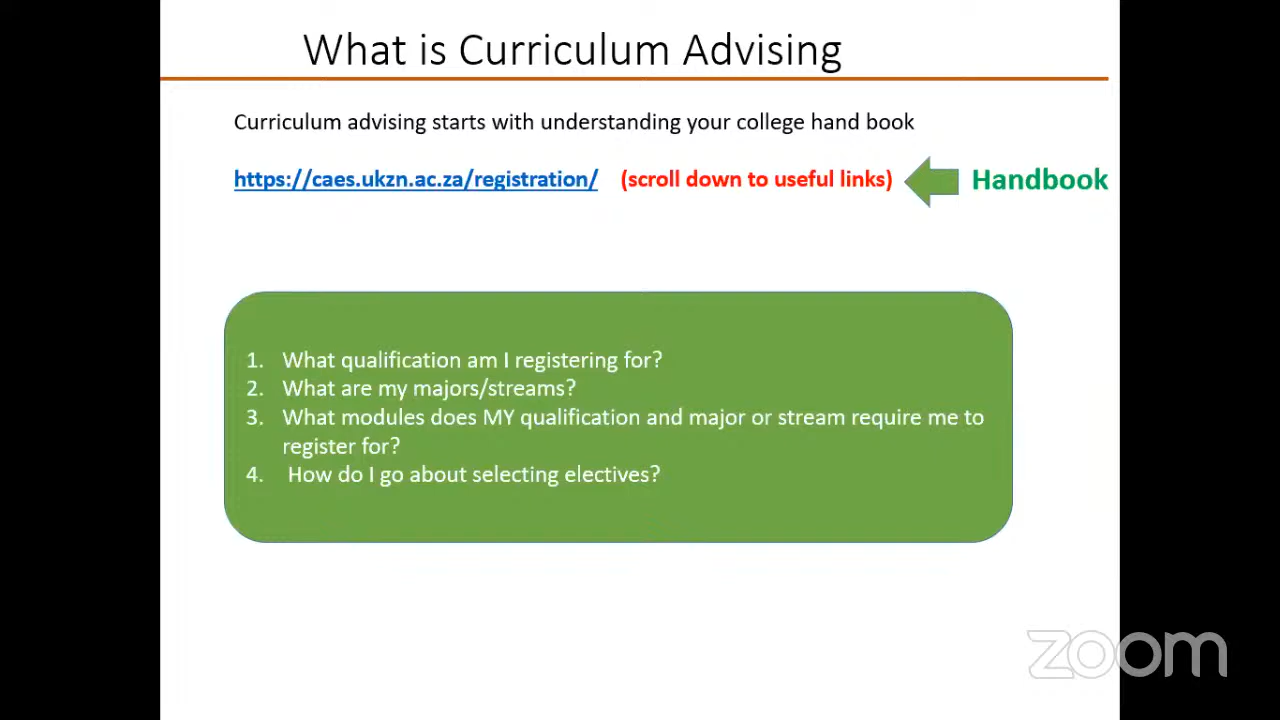 What is Curriculum Advising
Curriculum advising starts with understanding your college hand book
https://caes.ukzn.ac.za/registration/ (scroll down to useful links) Handbook
1. What qualification am I registering for?
2. What are my majors/streams?
3. What modules does MY qualification and major or stream require me to
register for?
4. How do I go about selecting electives?
zoom